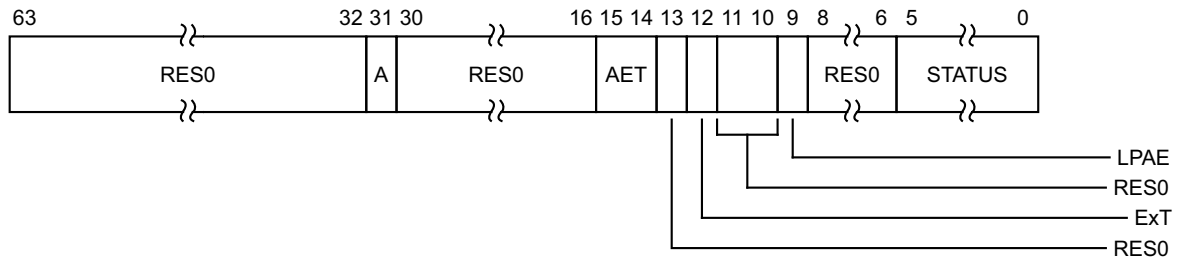 63 32 31 30 16 15 14 13 12 11 10 9 8 6 5 0
RES0 A RES0 AET RES0 STATUS
LPAE
RES0
ExT
RES0